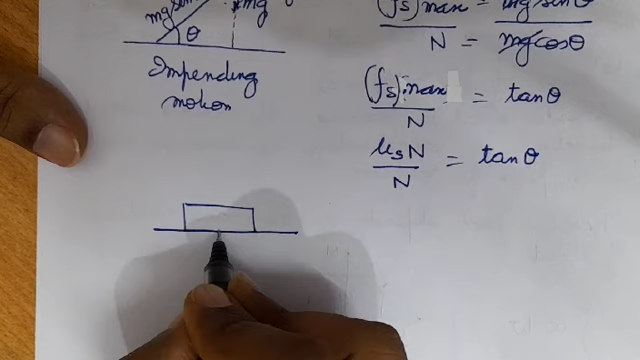 mg sinθ
mg
θ
Impending
motion
(fs)max = mg sinθ
N = mg cosθ
(fs)max / N = tanθ
μsN / N = tanθ